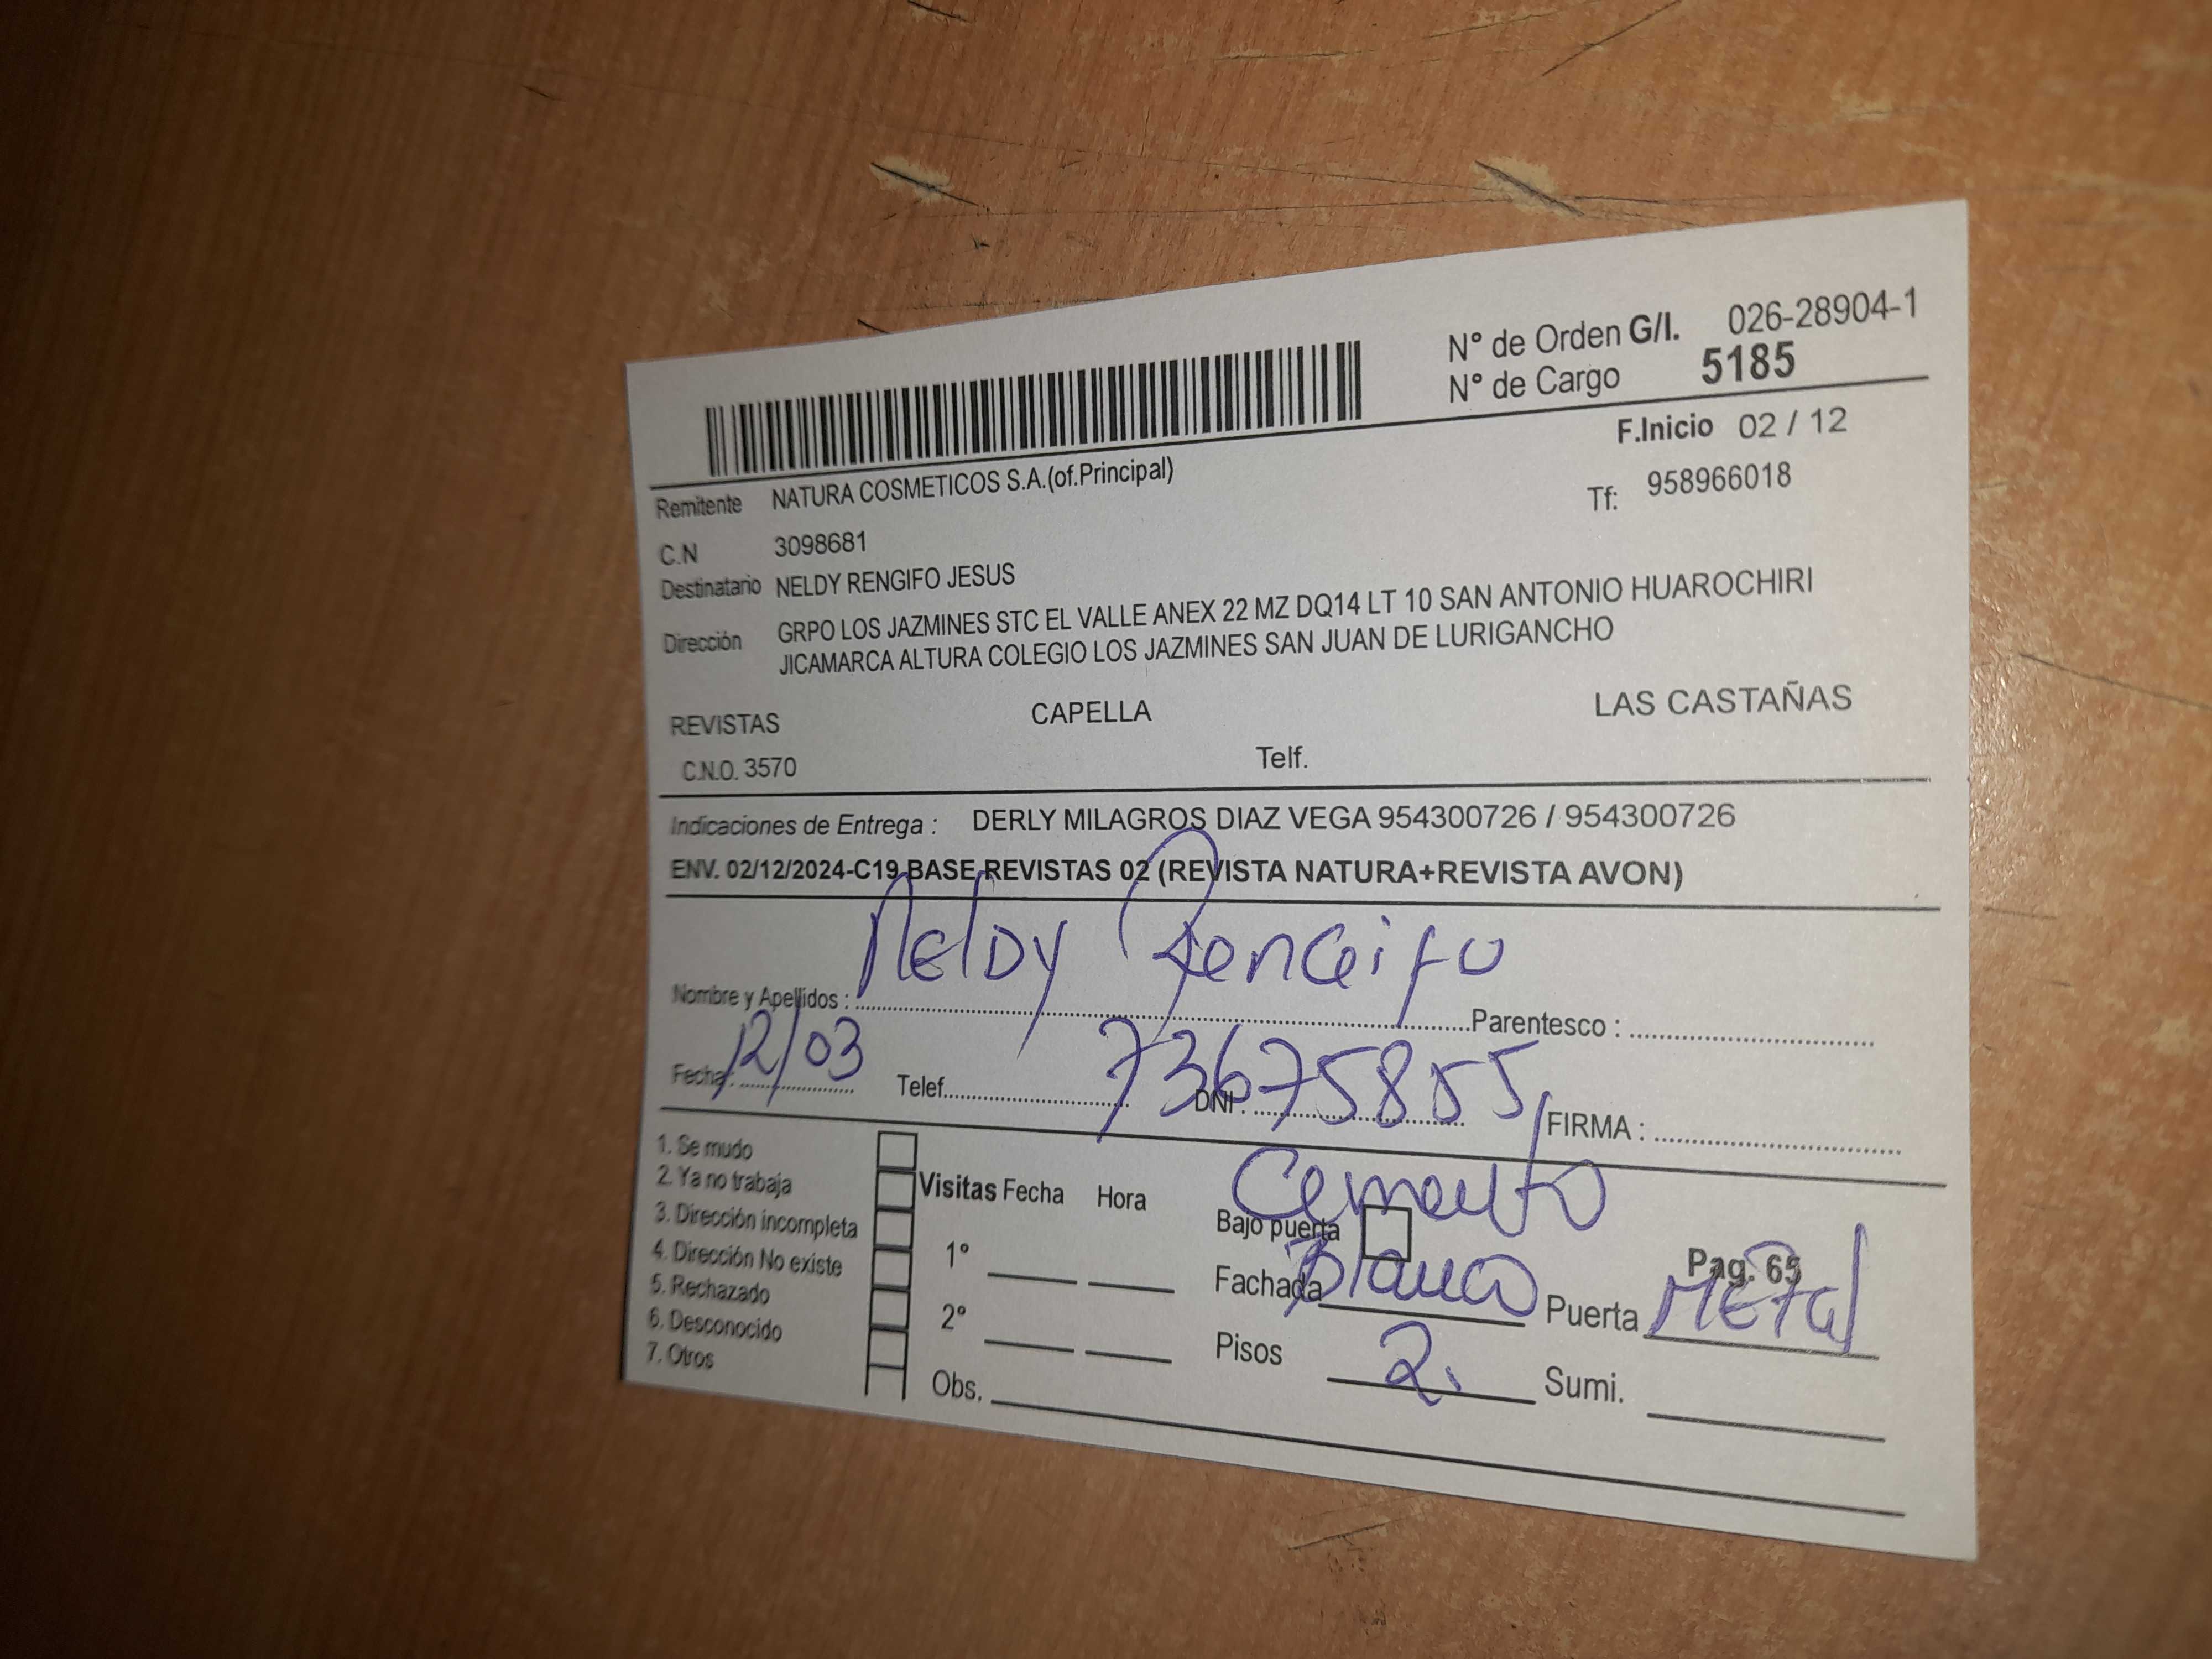 N° de Orden G/I. 026-28904-1
N° de Cargo 5185
F.Inicio 02 / 12
Remitente NATURA COSMETICOS S.A.(of.Principal)
Tf: 958966018
C.N 3098681
Destinatario NELDY RENGIFO JESUS
Dirección GRPO LOS JAZMINES STC EL VALLE ANEX 22 MZ DQ14 LT 10 SAN ANTONIO HUAROCHIRI
JICAMARCA ALTURA COLEGIO LOS JAZMINES SAN JUAN DE LURIGANCHO
REVISTAS CAPELLA LAS CASTAÑAS
C.N.O. 3570 Telf.
Indicaciones de Entrega : DERLY MILAGROS DIAZ VEGA 954300726 / 954300726
ENV. 02/12/2024-C19-BASE REVISTAS 02 (REVISTA NATURA+REVISTA AVON)
Nombre y Apellidos : Neldy Rengifo Parentesco :
Fecha: 12/03 Telef. DNI : 73675855 FIRMA :
1. Se mudo
2. Ya no trabaja
3. Dirección incompleta
4. Dirección No existe
5. Rechazado
6. Desconocido
7. Otros
Visitas Fecha Hora
1°
2°
Obs.
Cemento
Bajo puerta
Pag. 65
Fachada Blanco Puerta Metal
Pisos 2. Sumi.